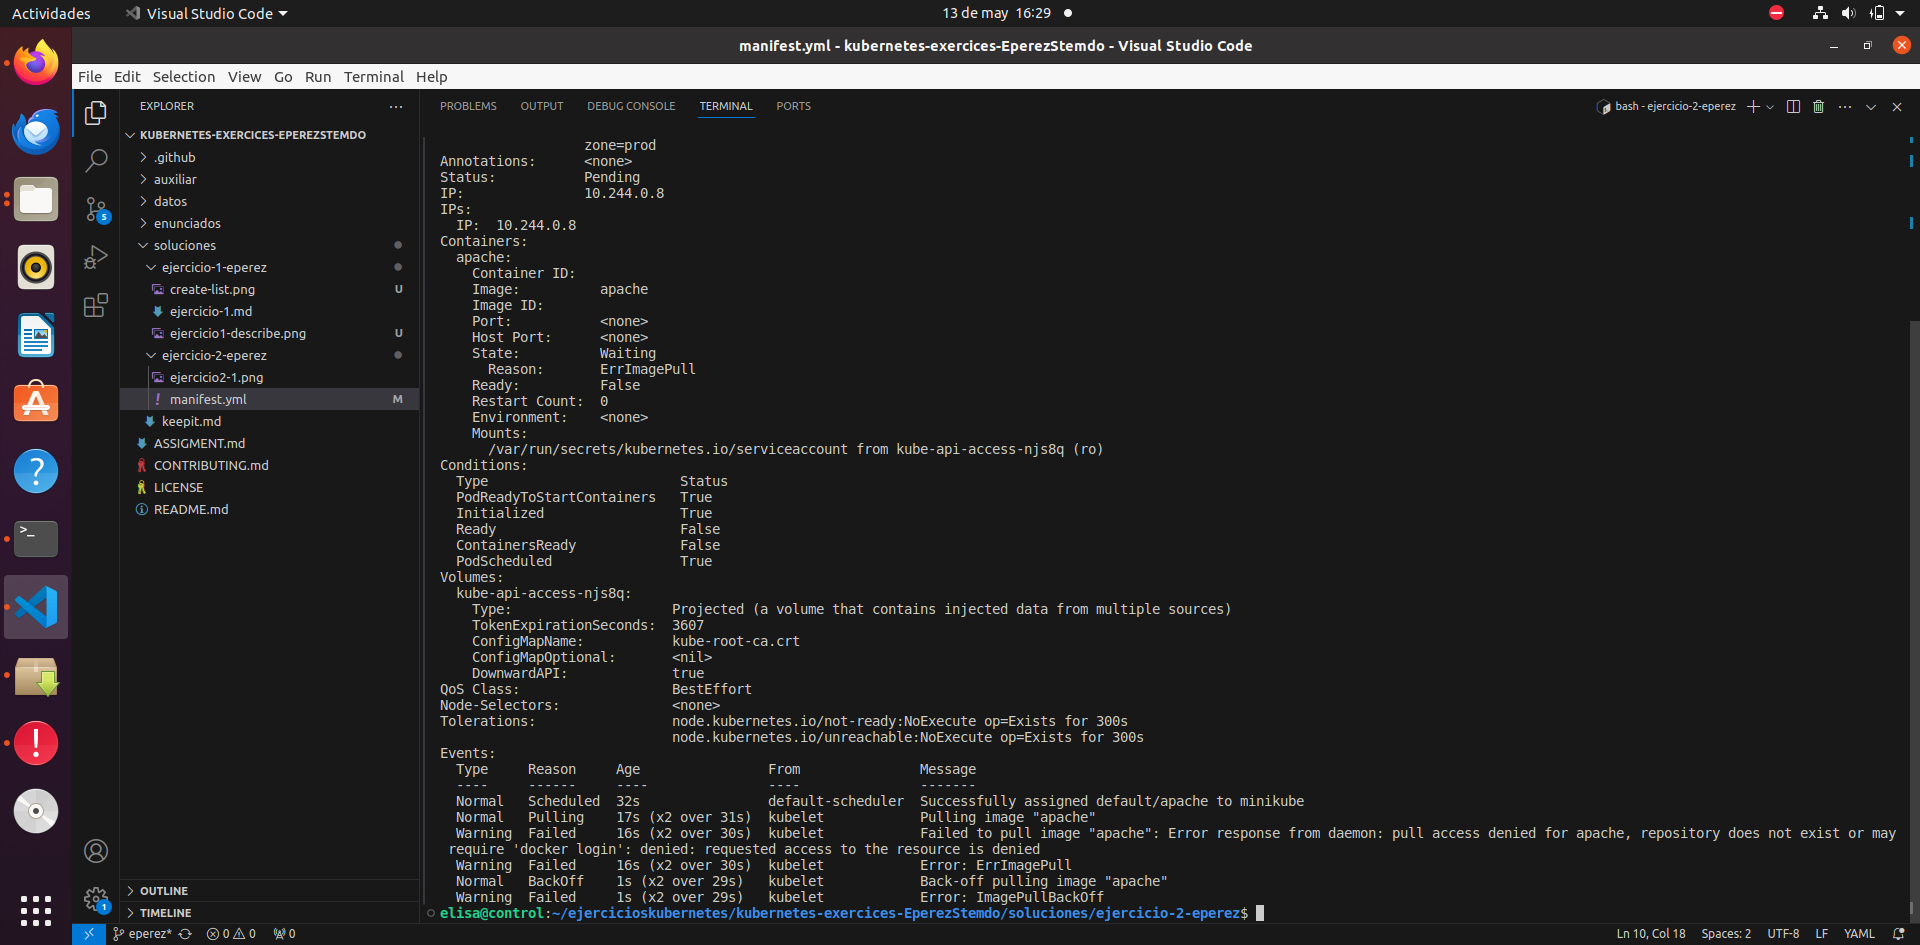 Actividades
Visual Studio Code
13 de may 16:29
manifest.yml - kubernetes-exercices-EperezStemdo - Visual Studio Code
File Edit Selection View Go Run Terminal Help
EXPLORER
KUBERNETES-EXERCICES-EPEREZSTEMDO
.github
auxiliar
datos
enunciados
soluciones
ejercicio-1-eperez
create-list.png U
ejercicio-1.md
ejercicio1-describe.png U
ejercicio-2-eperez
ejercicio2-1.png
manifest.yml M
keepit.md
ASSIGMENT.md
CONTRIBUTING.md
LICENSE
README.md
OUTLINE
TIMELINE
5
1
PROBLEMS OUTPUT DEBUG CONSOLE TERMINAL PORTS
bash - ejercicio-2-eperez
zone=prod
Annotations: <none>
Status: Pending
IP: 10.244.0.8
IPs:
IP: 10.244.0.8
Containers:
apache:
Container ID:
Image: apache
Image ID:
Port: <none>
Host Port: <none>
State: Waiting
Reason: ErrImagePull
Ready: False
Restart Count: 0
Environment: <none>
Mounts:
/var/run/secrets/kubernetes.io/serviceaccount from kube-api-access-njs8q (ro)
Conditions:
Type Status
PodReadyToStartContainers True
Initialized True
Ready False
ContainersReady False
PodScheduled True
Volumes:
kube-api-access-njs8q:
Type: Projected (a volume that contains injected data from multiple sources)
TokenExpirationSeconds: 3607
ConfigMapName: kube-root-ca.crt
ConfigMapOptional: <nil>
DownwardAPI: true
QoS Class: BestEffort
Node-Selectors: <none>
Tolerations: node.kubernetes.io/not-ready:NoExecute op=Exists for 300s
node.kubernetes.io/unreachable:NoExecute op=Exists for 300s
Events:
Type Reason Age From Message
---- ------ ---- ---- -------
Normal Scheduled 32s default-scheduler Successfully assigned default/apache to minikube
Normal Pulling 17s (x2 over 31s) kubelet Pulling image "apache"
Warning Failed 16s (x2 over 30s) kubelet Failed to pull image "apache": Error response from daemon: pull access denied for apache, repository does not exist or may
require 'docker login': denied: requested access to the resource is denied
Warning Failed 16s (x2 over 30s) kubelet Error: ErrImagePull
Normal BackOff 1s (x2 over 29s) kubelet Back-off pulling image "apache"
Warning Failed 1s (x2 over 29s) kubelet Error: ImagePullBackOff
elisa@control:~/ejercicioskubernetes/kubernetes-exercices-EperezStemdo/soluciones/ejercicio-2-eperez$
eperez* 0 0 0
Ln 10, Col 18 Spaces: 2 UTF-8 LF YAML